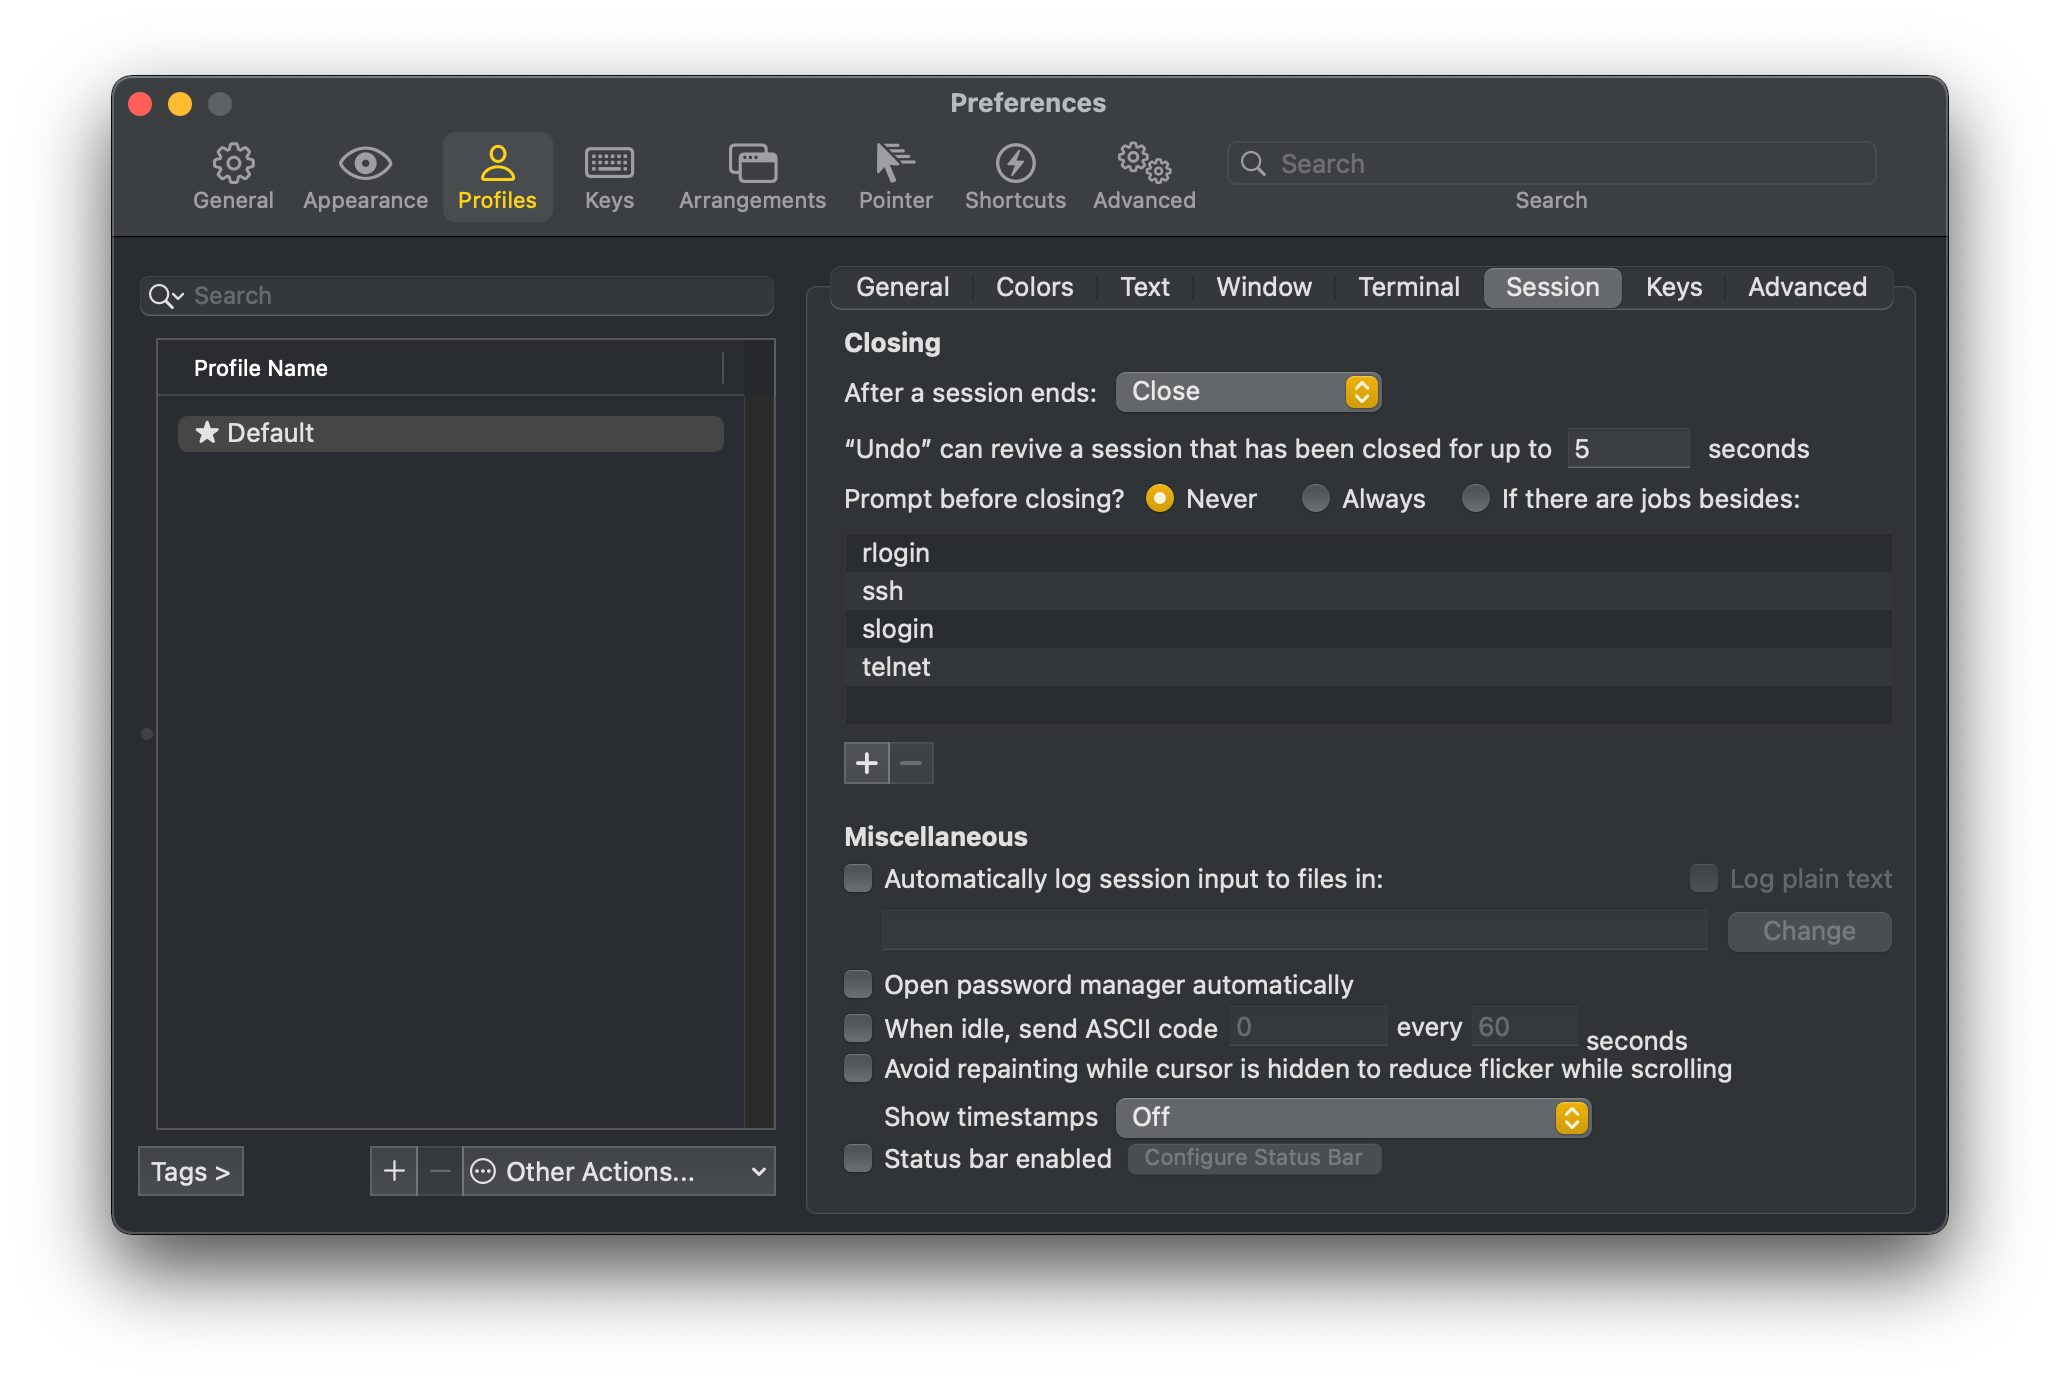 Preferences
General
Appearance
Profiles
Keys
Arrangements
Pointer
Shortcuts
Advanced
Search
Search
Search
Profile Name
★ Default
Tags >
+ −
Other Actions...
General
Colors
Text
Window
Terminal
Session
Keys
Advanced
Closing
After a session ends: Close
“Undo” can revive a session that has been closed for up to 5 seconds
Prompt before closing? Never Always If there are jobs besides:
rlogin
ssh
slogin
telnet
+ −
Miscellaneous
Automatically log session input to files in: Log plain text
Change
Open password manager automatically
When idle, send ASCII code 0 every 60 seconds
Avoid repainting while cursor is hidden to reduce flicker while scrolling
Show timestamps Off
Status bar enabled Configure Status Bar